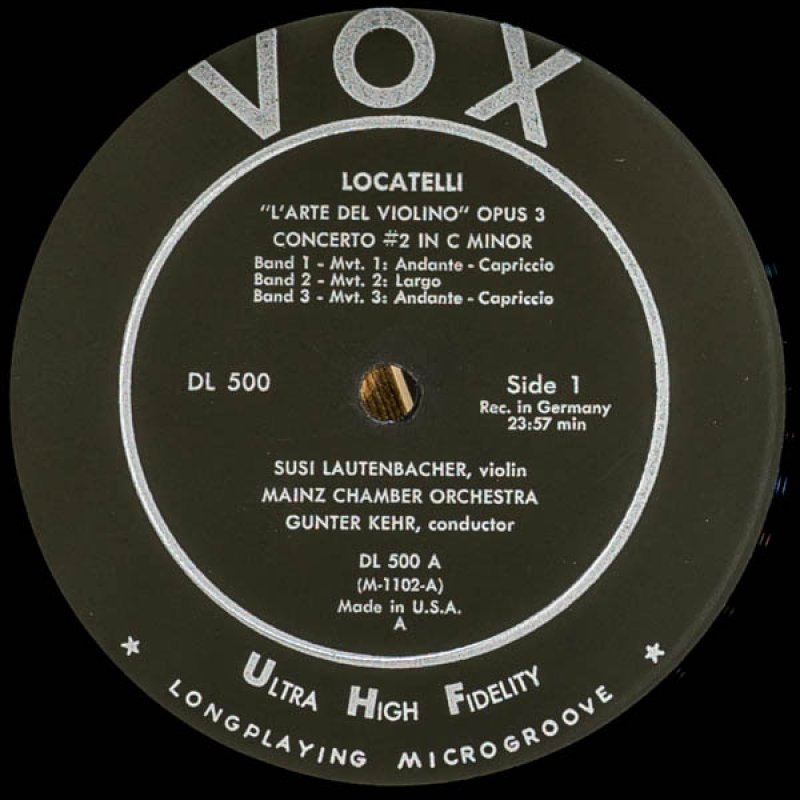 VOX
LOCATELLI
"L'ARTE DEL VIOLINO" OPUS 3
CONCERTO #2 IN C MINOR
Band 1 - Mvt. 1: Andante - Capriccio
Band 2 - Mvt. 2: Largo
Band 3 - Mvt. 3: Andante - Capriccio
DL 500
Side 1
Rec. in Germany
23:57 min
SUSI LAUTENBACHER, violin
MAINZ CHAMBER ORCHESTRA
GUNTER KEHR, conductor
DL 500 A
(M-1102-A)
Made in U.S.A.
A
ULTRA HIGH FIDELITY
LONGPLAYING MICROGROOVE